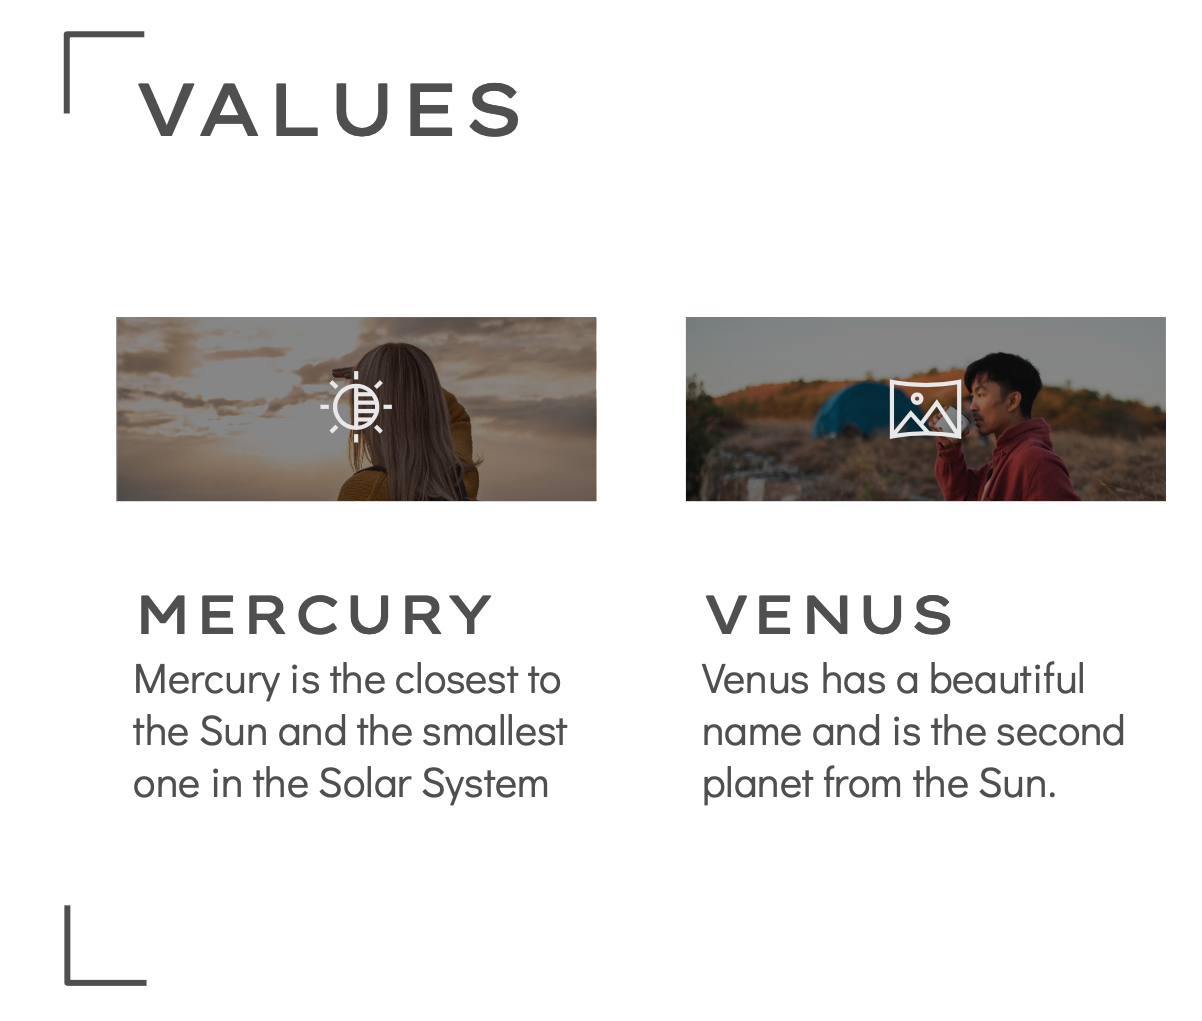 VALUES
MERCURY
Mercury is the closest to
the Sun and the smallest
one in the Solar System
VENUS
Venus has a beautiful
name and is the second
planet from the Sun.